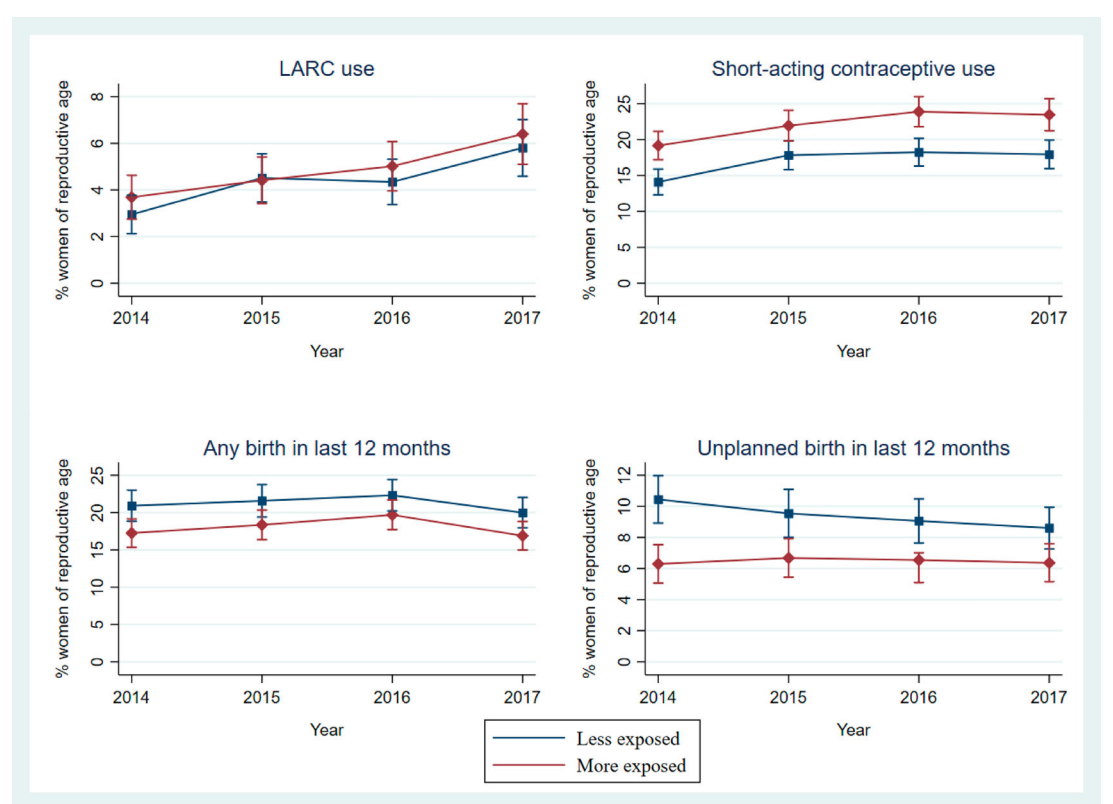 LARC use
% women of reproductive age
8
6
4
2
0
2014 2015 2016 2017
Year
Short-acting contraceptive use
% women of reproductive age
25
20
15
10
5
0
2014 2015 2016 2017
Year
Any birth in last 12 months
% women of reproductive age
25
20
15
10
5
0
2014 2015 2016 2017
Year
Unplanned birth in last 12 months
% women of reproductive age
12
10
8
6
4
2
0
2014 2015 2016 2017
Year
Less exposed
More exposed